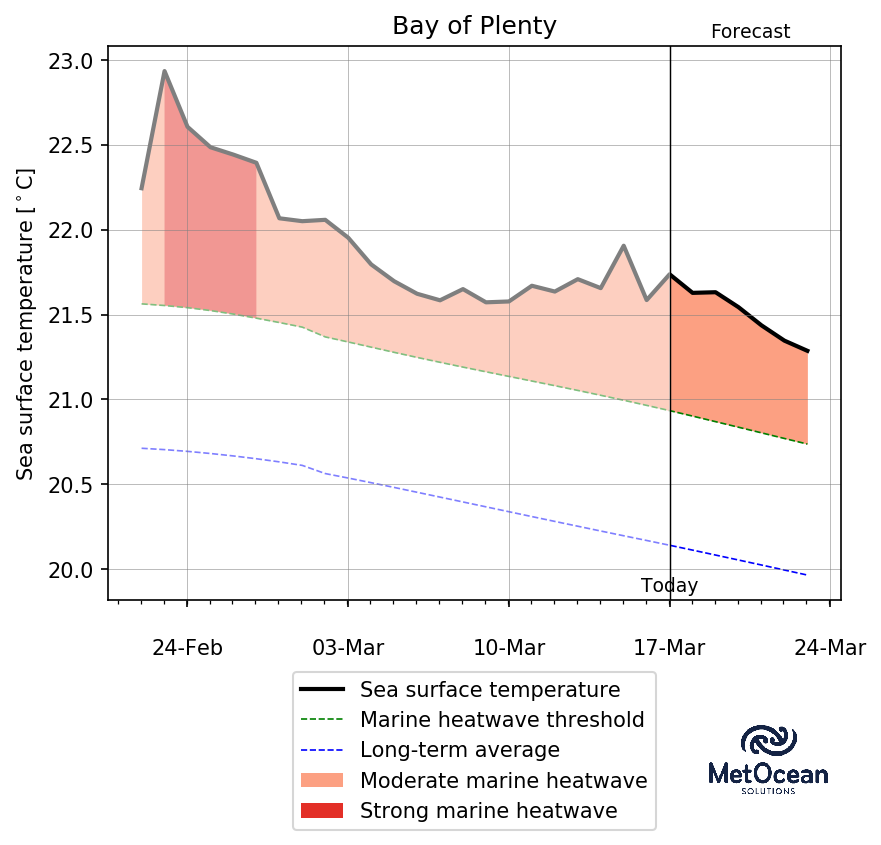 Bay of Plenty
Forecast
Sea surface temperature [°C]
23.0
22.5
22.0
21.5
21.0
20.5
20.0
Today
24-Feb 03-Mar 10-Mar 17-Mar 24-Mar
Sea surface temperature
Marine heatwave threshold
Long-term average
Moderate marine heatwave
Strong marine heatwave
MetOcean
SOLUTIONS